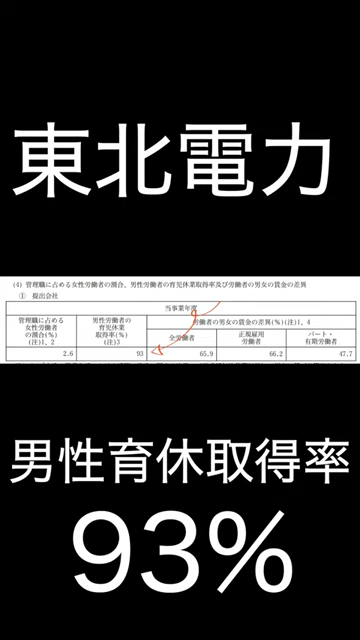 東北電力
(4) 管理職に占める女性労働者の割合、男性労働者の育児休業取得率及び労働者の男女の賃金の差異
① 提出会社
当事業年度
管理職に占める
女性労働者
の割合(%)
(注)1、2
男性労働者の
育児休業
取得率(%)
(注)3
労働者の男女の賃金の差異(%)(注)1、4
全労働者
正規雇用
労働者
パート・
有期労働者
2.6 93 65.9 66.2 47.7
男性育休取得率
93%